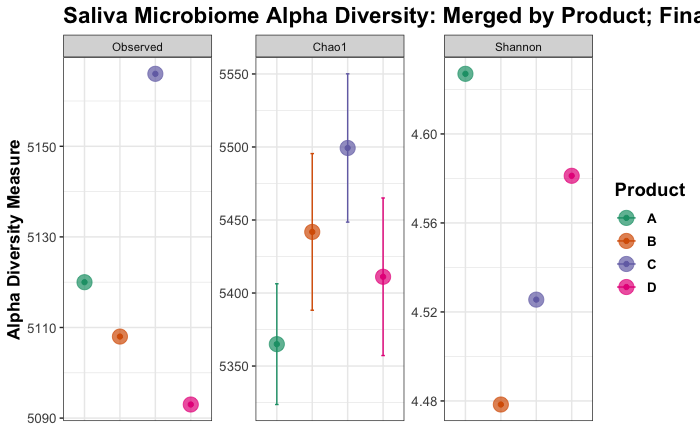 Saliva Microbiome Alpha Diversity: Merged by Product; Fina
Observed
Chao1
Shannon
Alpha Diversity Measure
5150
5130
5110
5090
5550
5500
5450
5400
5350
4.60
4.56
4.52
4.48
Product
A
B
C
D